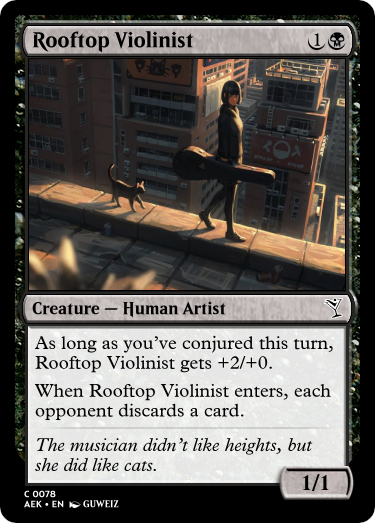 Rooftop Violinist 1
Creature — Human Artist
As long as you've conjured this turn,
Rooftop Violinist gets +2/+0.
When Rooftop Violinist enters, each
opponent discards a card.
The musician didn't like heights, but
she did like cats.
1/1
C 0078
AEK • EN GUWEIZ